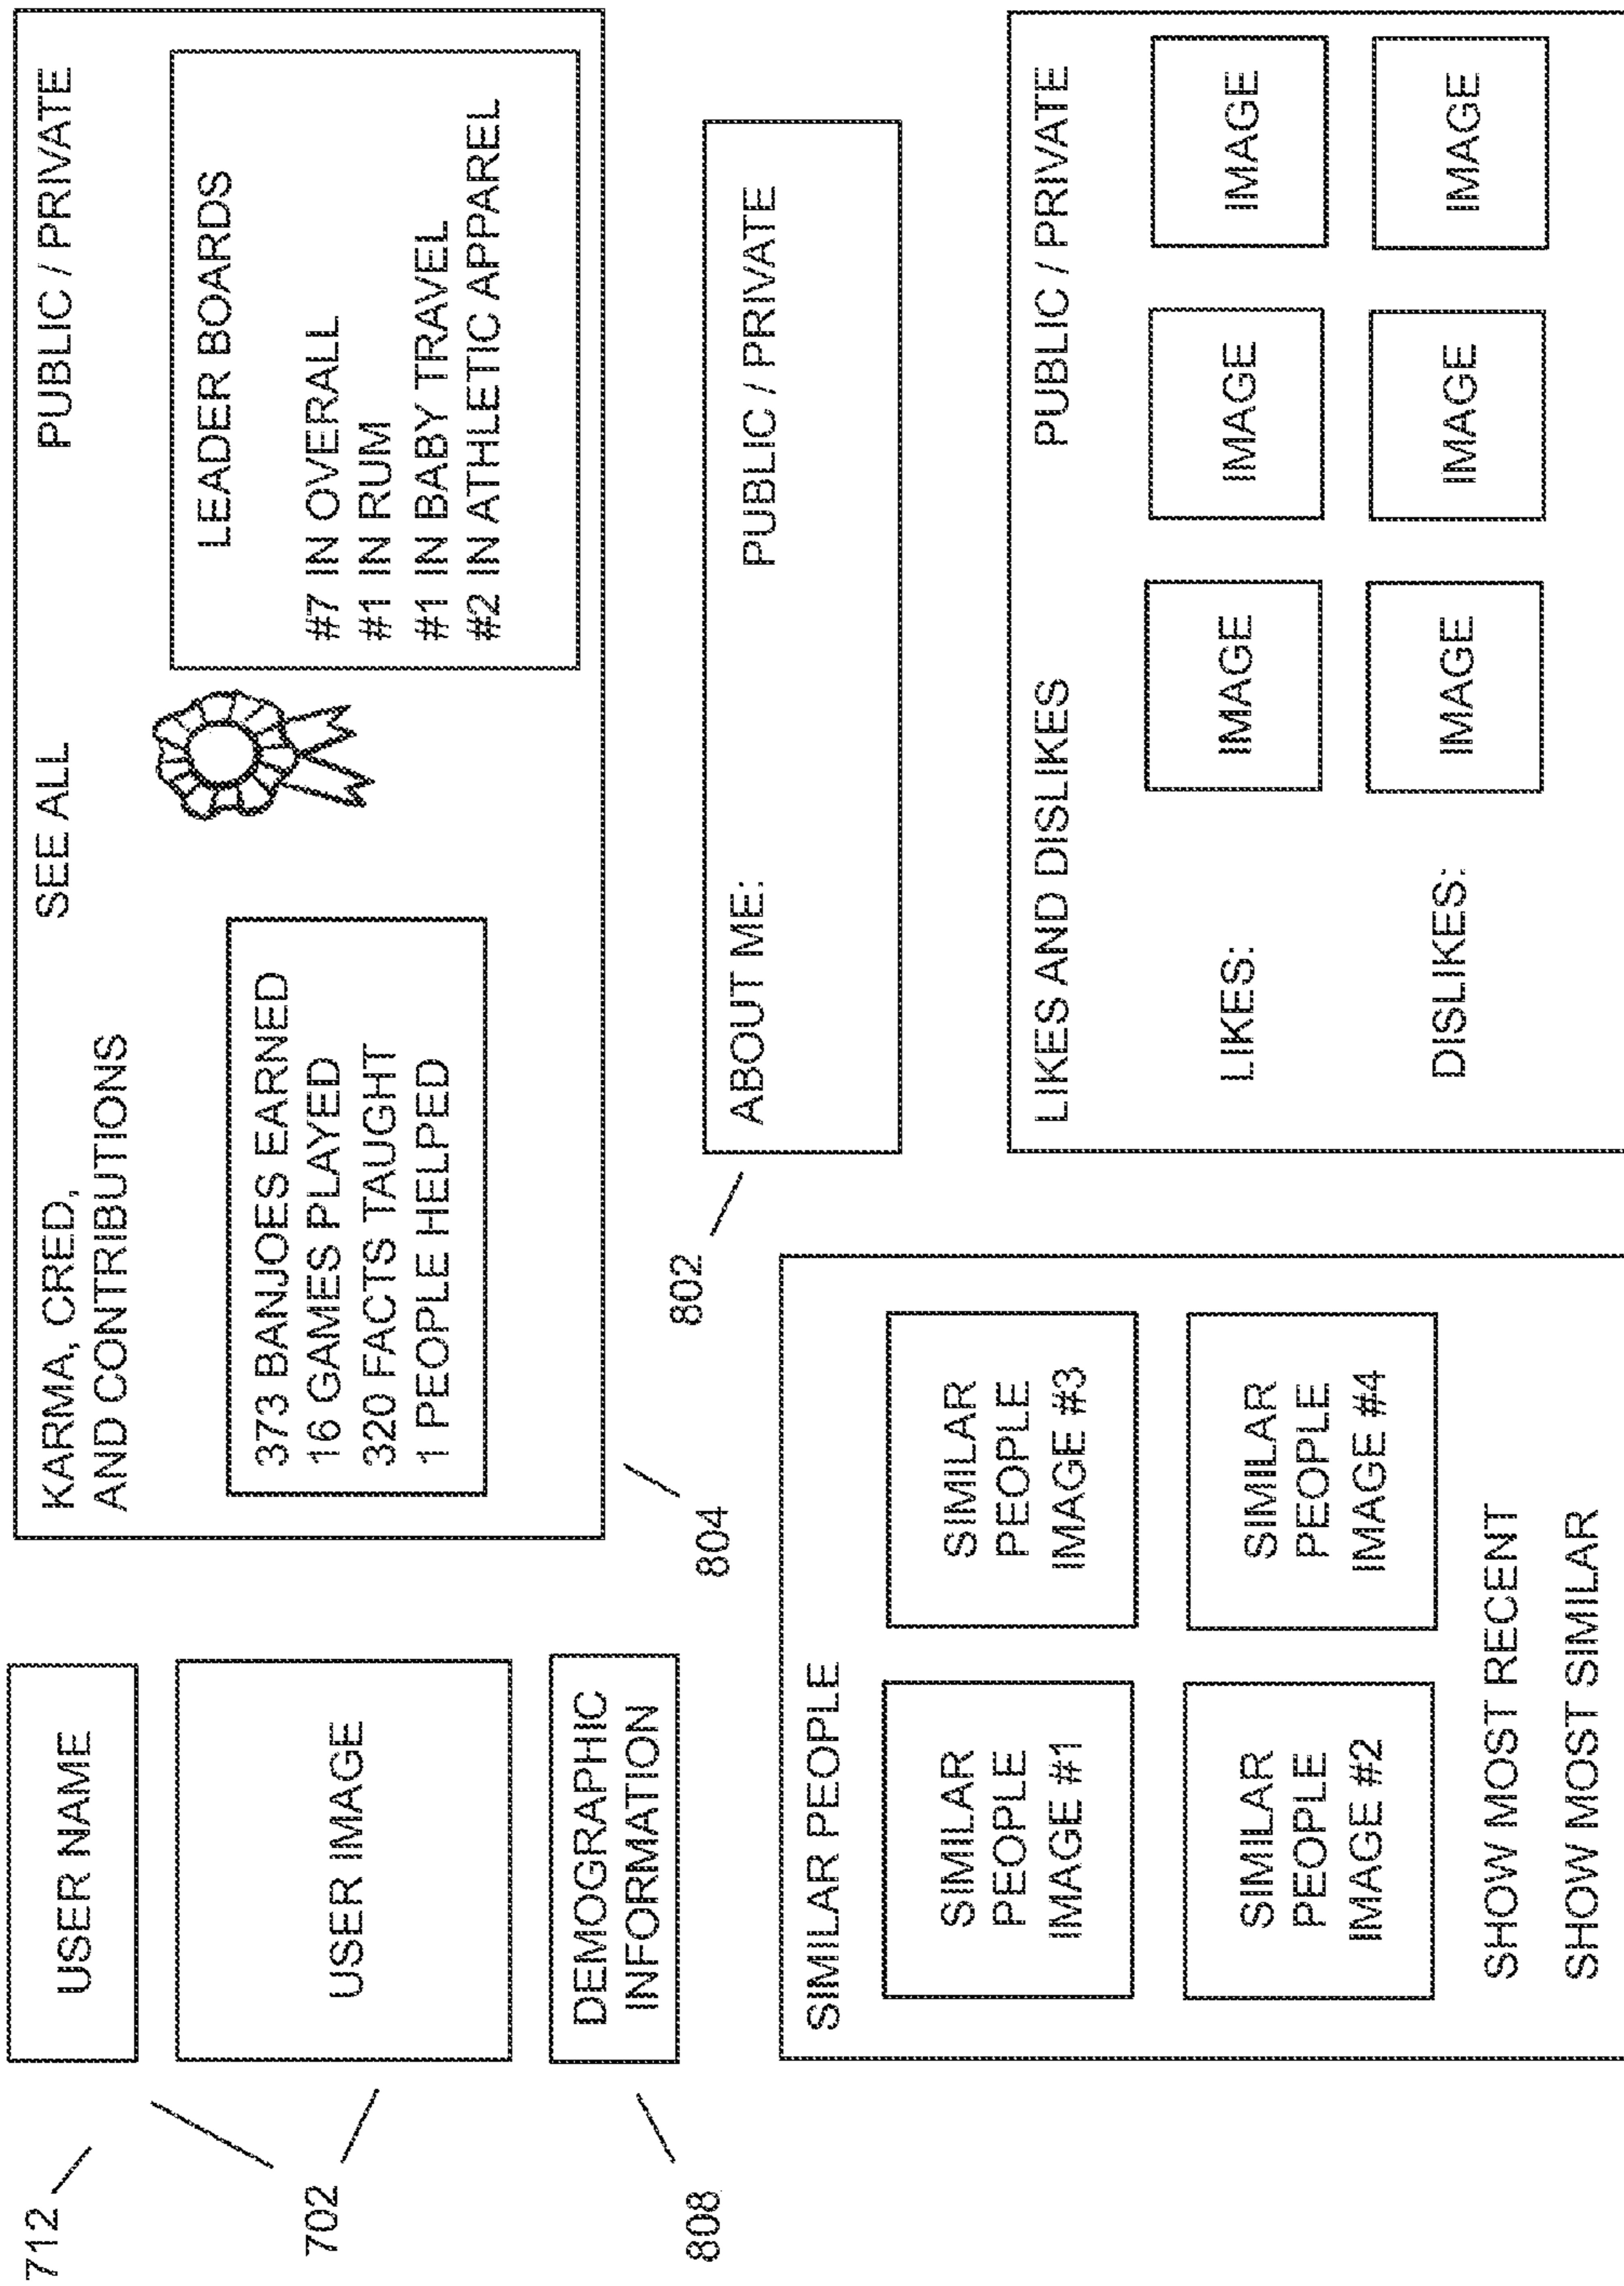 712
702
USER NAME
USER IMAGE
808
DEMOGRAPHIC
INFORMATION
KARMA, CRED,
AND CONTRIBUTIONS
SEE ALL
PUBLIC / PRIVATE
373 BANJOES EARNED
16 GAMES PLAYED
320 FACTS TAUGHT
1 PEOPLE HELPED
LEADER BOARDS
#7 IN OVERALL
#1 IN RUM
#1 IN BABY TRAVEL
#2 IN ATHLETIC APPAREL
804
802
ABOUT ME:
PUBLIC / PRIVATE
SIMILAR PEOPLE
SIMILAR
PEOPLE
IMAGE #1
SIMILAR
PEOPLE
IMAGE #3
SIMILAR
PEOPLE
IMAGE #2
SIMILAR
PEOPLE
IMAGE #4
SHOW MOST RECENT
SHOW MOST SIMILAR
LIKES AND DISLIKES
PUBLIC / PRIVATE
LIKES:
IMAGE
IMAGE
IMAGE
DISLIKES:
IMAGE
IMAGE
IMAGE